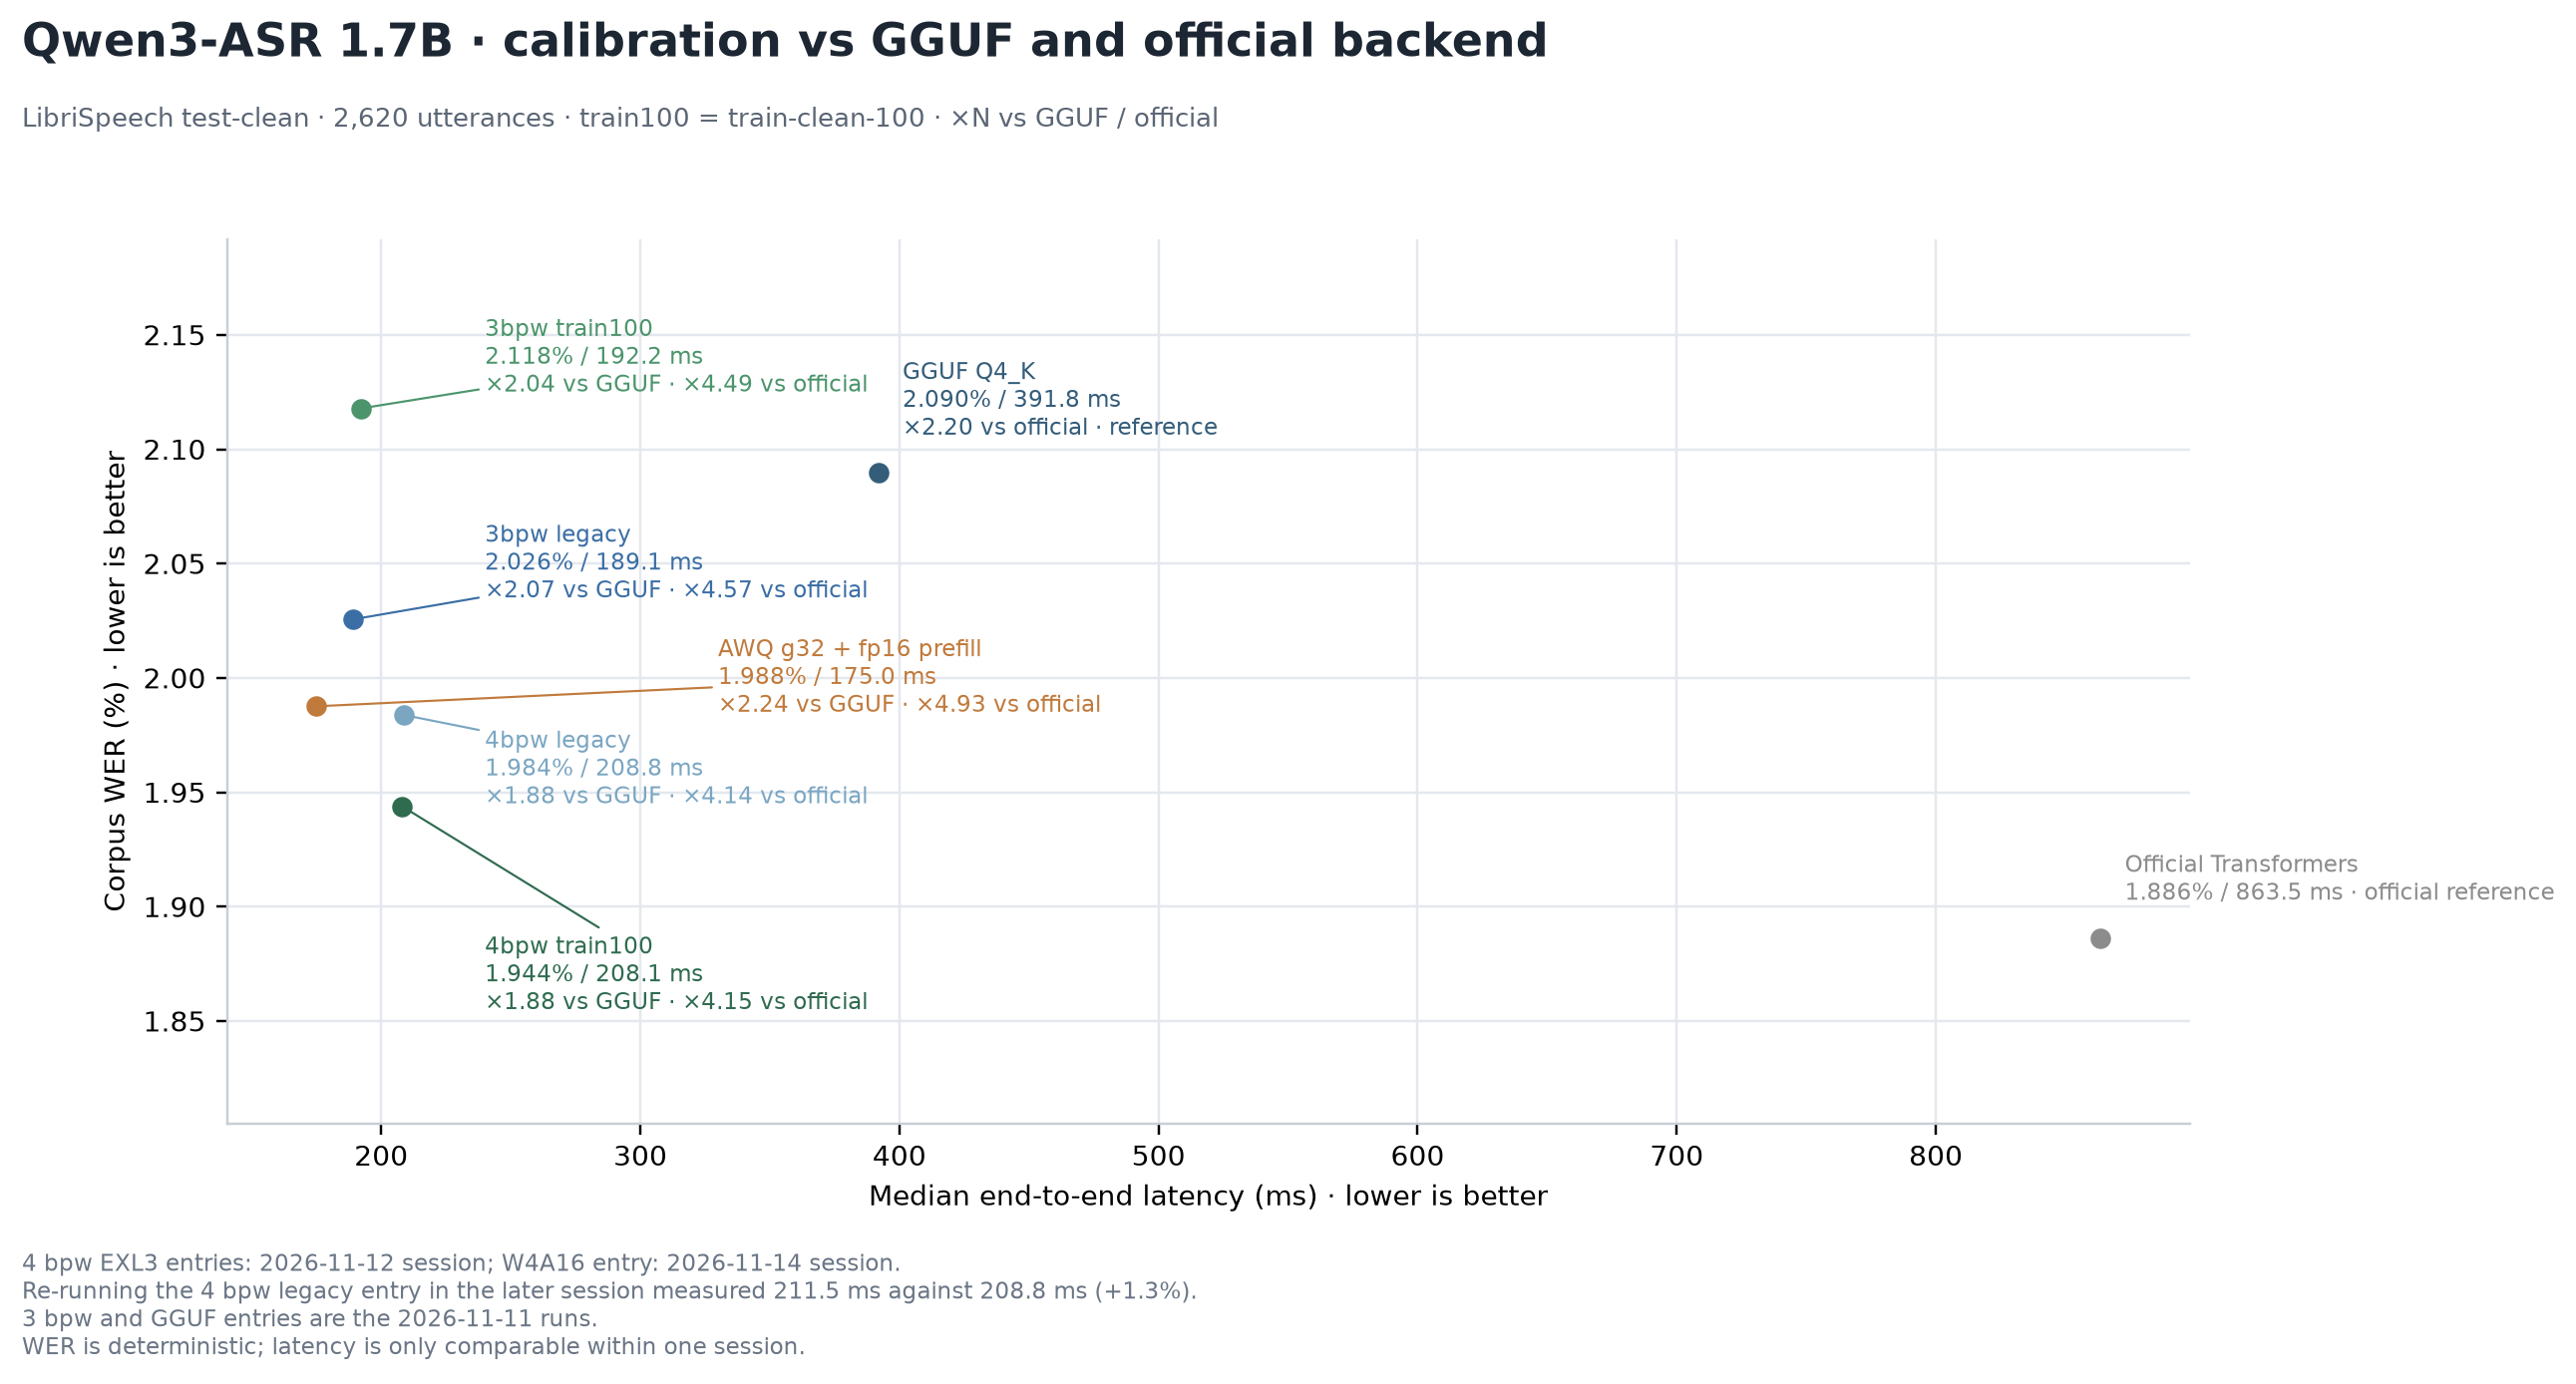 Qwen3-ASR 1.7B · calibration vs GGUF and official backend
LibriSpeech test-clean · 2,620 utterances · train100 = train-clean-100 · ×N vs GGUF / official
Corpus WER (%) · lower is better
2.15
2.10
2.05
2.00
1.95
1.90
1.85
3bpw train100
2.118% / 192.2 ms
×2.04 vs GGUF · ×4.49 vs official
GGUF Q4_K
2.090% / 391.8 ms
×2.20 vs official · reference
3bpw legacy
2.026% / 189.1 ms
×2.07 vs GGUF · ×4.57 vs official
AWQ g32 + fp16 prefill
1.988% / 175.0 ms
×2.24 vs GGUF · ×4.93 vs official
4bpw legacy
1.984% / 208.8 ms
×1.88 vs GGUF · ×4.14 vs official
Official Transformers
1.886% / 863.5 ms · official reference
4bpw train100
1.944% / 208.1 ms
×1.88 vs GGUF · ×4.15 vs official
200
300
400
500
600
700
800
Median end-to-end latency (ms) · lower is better
4 bpw EXL3 entries: 2026-11-12 session; W4A16 entry: 2026-11-14 session.
Re-running the 4 bpw legacy entry in the later session measured 211.5 ms against 208.8 ms (+1.3%).
3 bpw and GGUF entries are the 2026-11-11 runs.
WER is deterministic; latency is only comparable within one session.